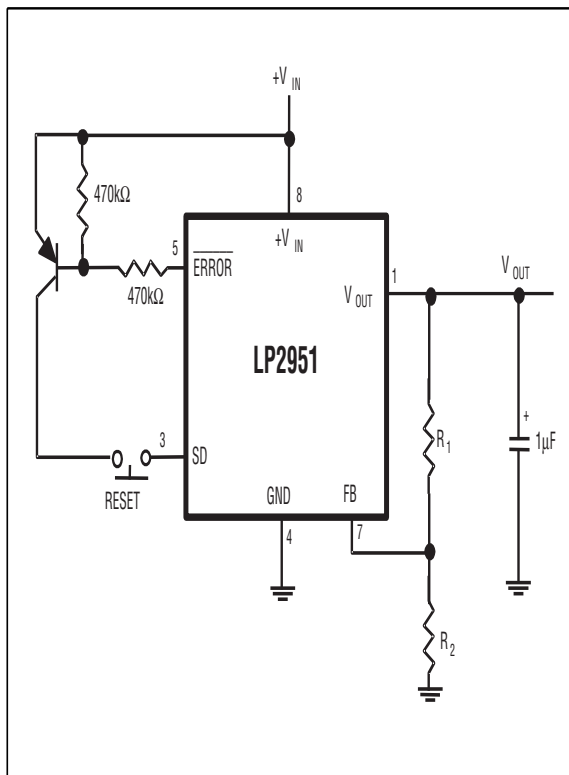 +V IN
470kΩ
8
+V IN
5
ERROR
470kΩ
1
V OUT
V OUT
LP2951
R1
+
1µF
3
SD
RESET
GND
FB
4
7
R2